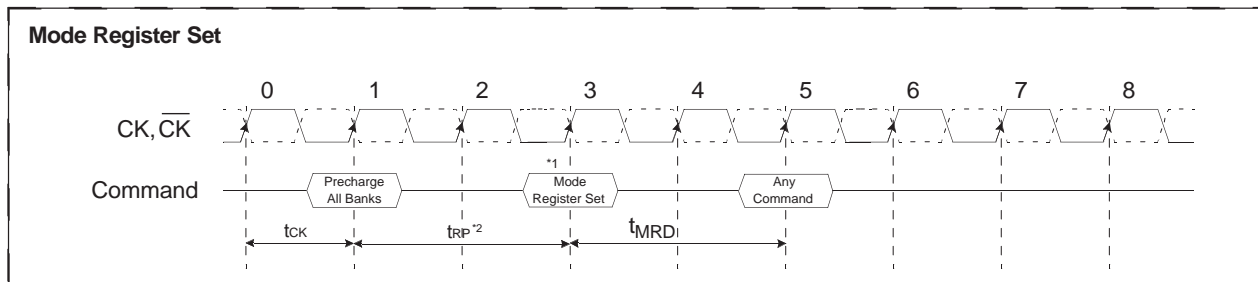 Mode Register Set
0 1 2 3 4 5 6 7 8
CK, CK
*1
Command Precharge Mode Any
All Banks Register Set Command
tCK tRP*2 tMRD